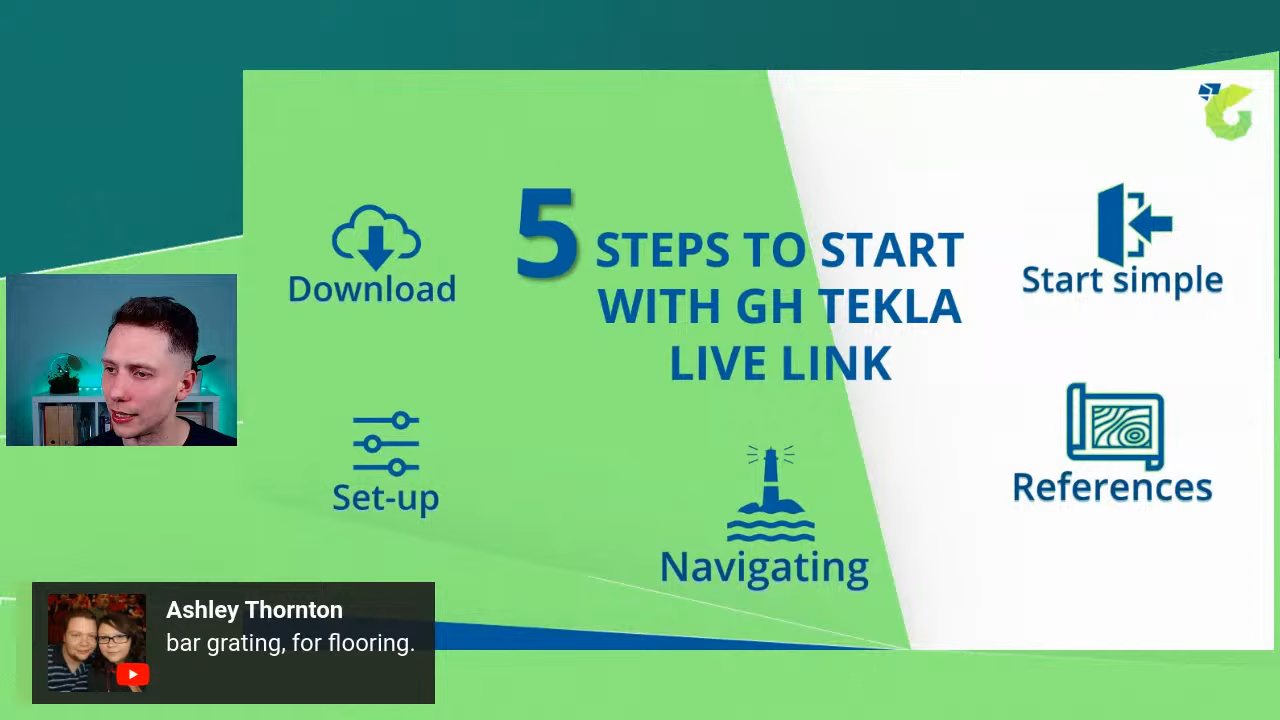 5 STEPS TO START
WITH GH TEKLA
LIVE LINK
Download
Set-up
Navigating
Start simple
References
Ashley Thornton
bar grating, for flooring.